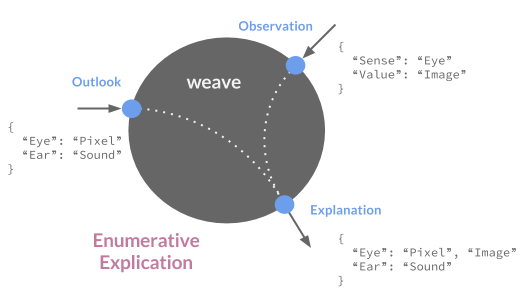 Observation
{
“Sense”: “Eye”
“Value”: “Image”
}
weave
Outlook
{
“Eye”: “Pixel”
“Ear”: “Sound”
}
Explanation
{
“Eye”: “Pixel”, “Image”
“Ear”: “Sound”
}
Enumerative
Explication